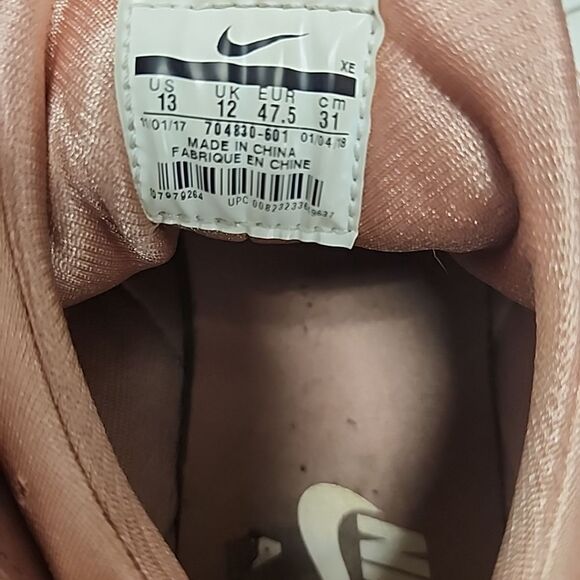 XE
US UK EUR cm
13 12 47.5 31
11/01/17 704830-601 01/04/18
MADE IN CHINA
FABRIQUE EN CHINE
UPC